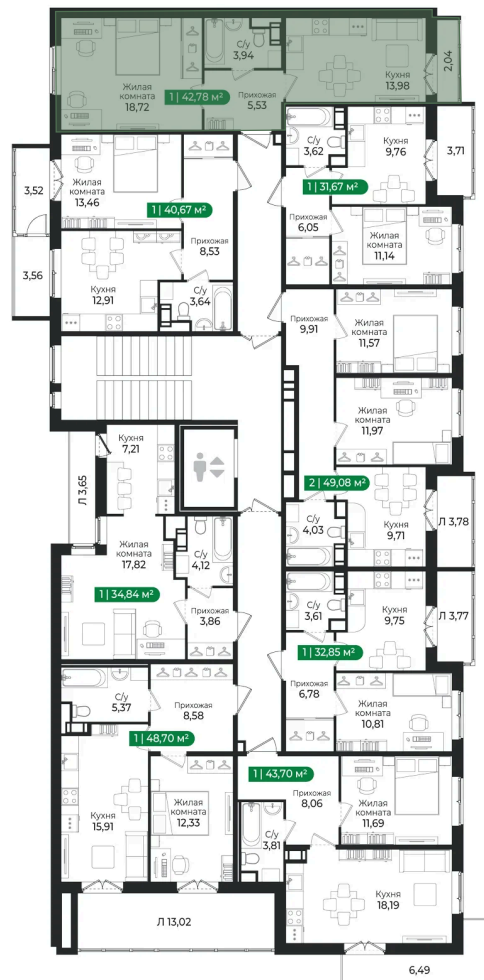 С/у
3,94
2,04
Жилая
комната
18,72
1 | 42,78 м²
Прихожая
5,53
Кухня
13,98
С/у
3,62
Кухня
9,76
3,71
3,52
Жилая
комната
13,46
1 | 31,67 м²
1 | 40,67 м²
6,05
Жилая
комната
11,14
Прихожая
8,53
3,56
Кухня
12,91
С/у
3,64
Прихожая
9,91
Жилая
комната
11,57
Жилая
комната
11,97
Кухня
7,21
Л 3,65
2 | 49,08 м²
С/у
4,03
Кухня
9,71
Л 3,78
Жилая
комната
17,82
С/у
4,12
1 | 34,84 м²
Прихожая
3,86
С/у
3,61
Кухня
9,75
Л 3,77
1 | 32,85 м²
Прихожая
6,78
С/у
5,37
Прихожая
8,58
Жилая
комната
10,81
1 | 48,70 м²
1 | 43,70 м²
Прихожая
8,06
Жилая
комната
11,69
Кухня
15,91
Жилая
комната
12,33
С/у
3,81
Кухня
18,19
Л 13,02
6,49